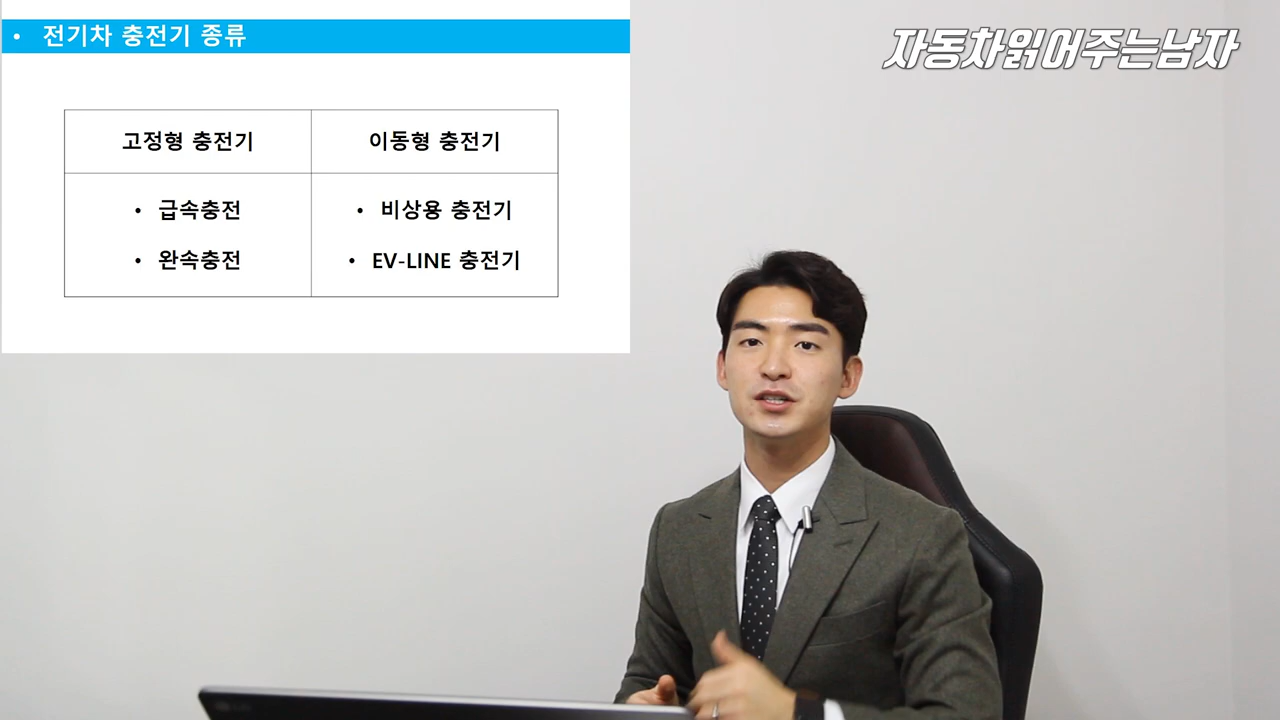 • 전기차 충전기 종류
자동차읽어주는남자
고정형 충전기
이동형 충전기
• 급속충전
• 비상용 충전기
• 완속충전
• EV-LINE 충전기